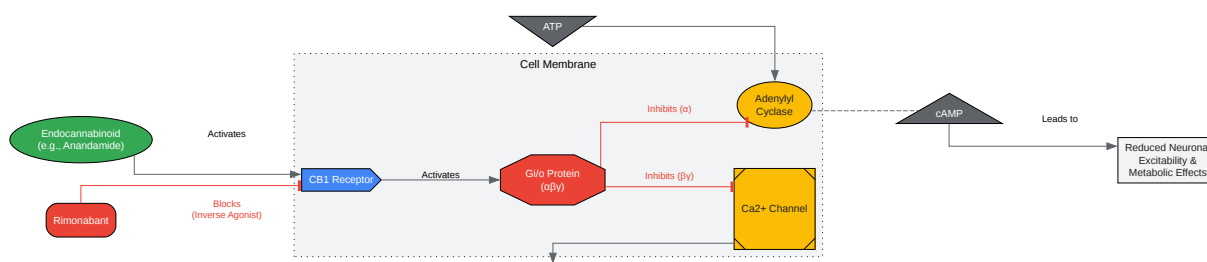 ATP
Cell Membrane
Adenylyl
Cyclase
Inhibits (α)
cAMP
Leads to
Endocannabinoid
(e.g., Anandamide)
Activates
Reduced Neurona
Excitability &
Metabolic Effects
CB1 Receptor
Activates
Gi/o Protein
(αβγ)
Inhibits (βγ)
Blocks
(Inverse Agonist)
Rimonabant
Ca2+ Channel